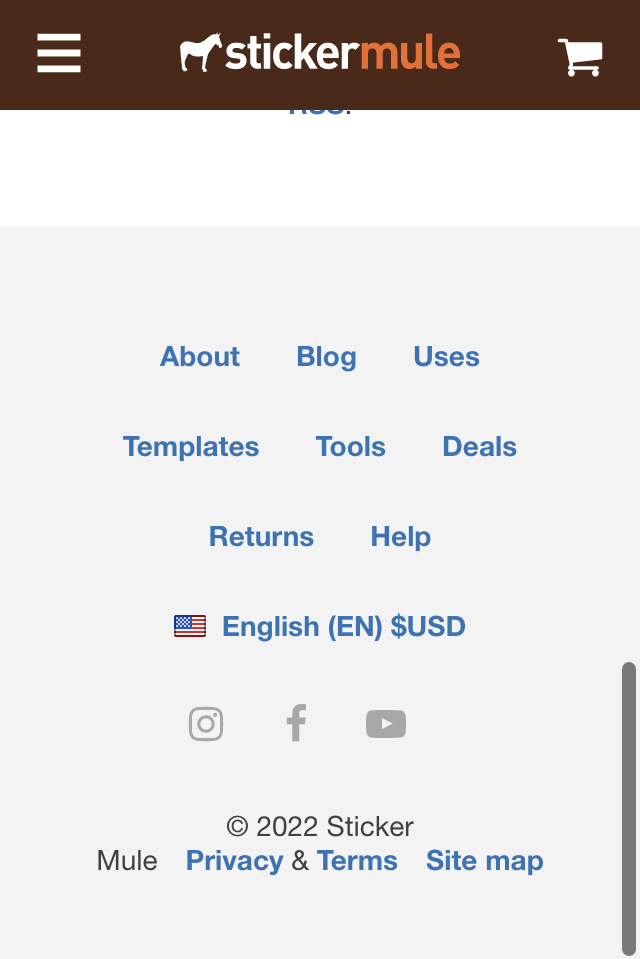 stickermule
About Blog Uses
Templates Tools Deals
Returns Help
English (EN) $USD
© 2022 Sticker
Mule Privacy & Terms Site map